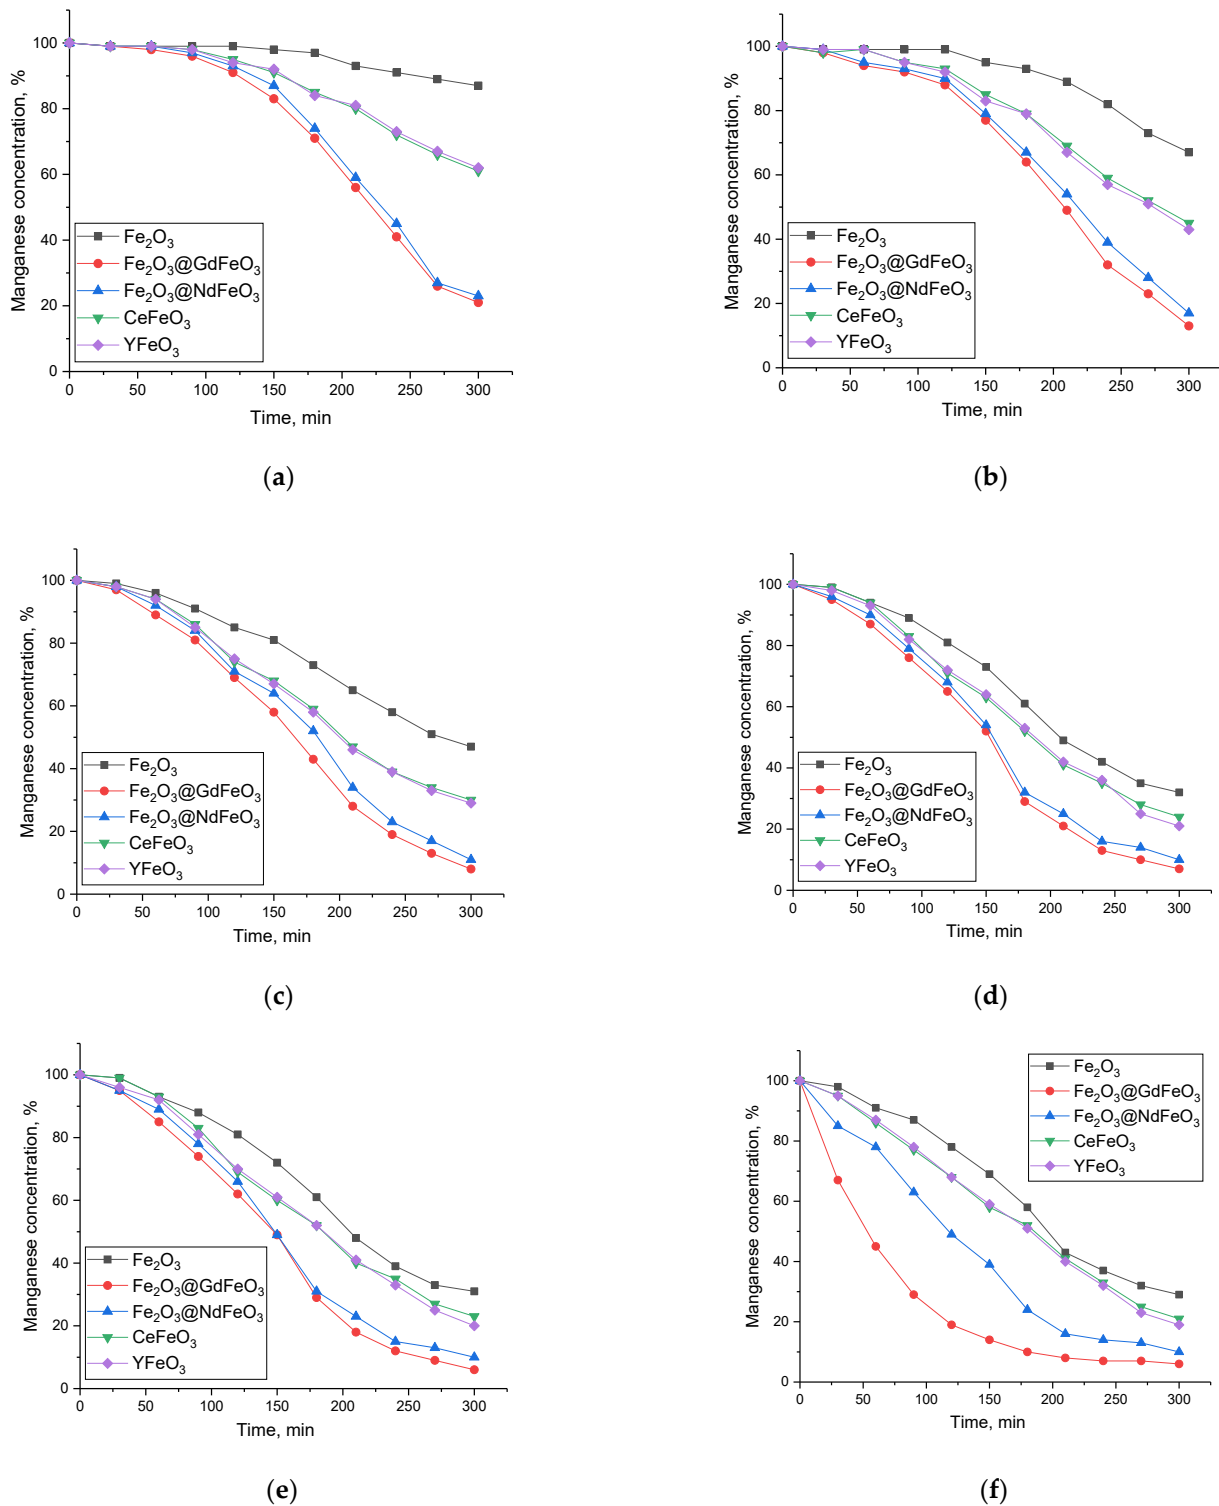 Manganese concentration, %
100
80
60
40
20
0
Fe₂O₃
Fe₂O₃@GdFeO₃
Fe₂O₃@NdFeO₃
CeFeO₃
YFeO₃
0 50 100 150 200 250 300
Time, min
(a)
Manganese concentration, %
100
80
60
40
20
0
Fe₂O₃
Fe₂O₃@GdFeO₃
Fe₂O₃@NdFeO₃
CeFeO₃
YFeO₃
0 50 100 150 200 250 300
Time, min
(b)
Manganese concentration, %
100
80
60
40
20
0
Fe₂O₃
Fe₂O₃@GdFeO₃
Fe₂O₃@NdFeO₃
CeFeO₃
YFeO₃
0 50 100 150 200 250 300
Time, min
(c)
Manganese concentration, %
100
80
60
40
20
0
Fe₂O₃
Fe₂O₃@GdFeO₃
Fe₂O₃@NdFeO₃
CeFeO₃
YFeO₃
0 50 100 150 200 250 300
Time, min
(d)
Manganese concentration, %
100
80
60
40
20
0
Fe₂O₃
Fe₂O₃@GdFeO₃
Fe₂O₃@NdFeO₃
CeFeO₃
YFeO₃
0 50 100 150 200 250 300
Time, min
(e)
Manganese concentration, %
100
80
60
40
20
0
Fe₂O₃
Fe₂O₃@GdFeO₃
Fe₂O₃@NdFeO₃
CeFeO₃
YFeO₃
0 50 100 150 200 250 300
Time, min
(f)